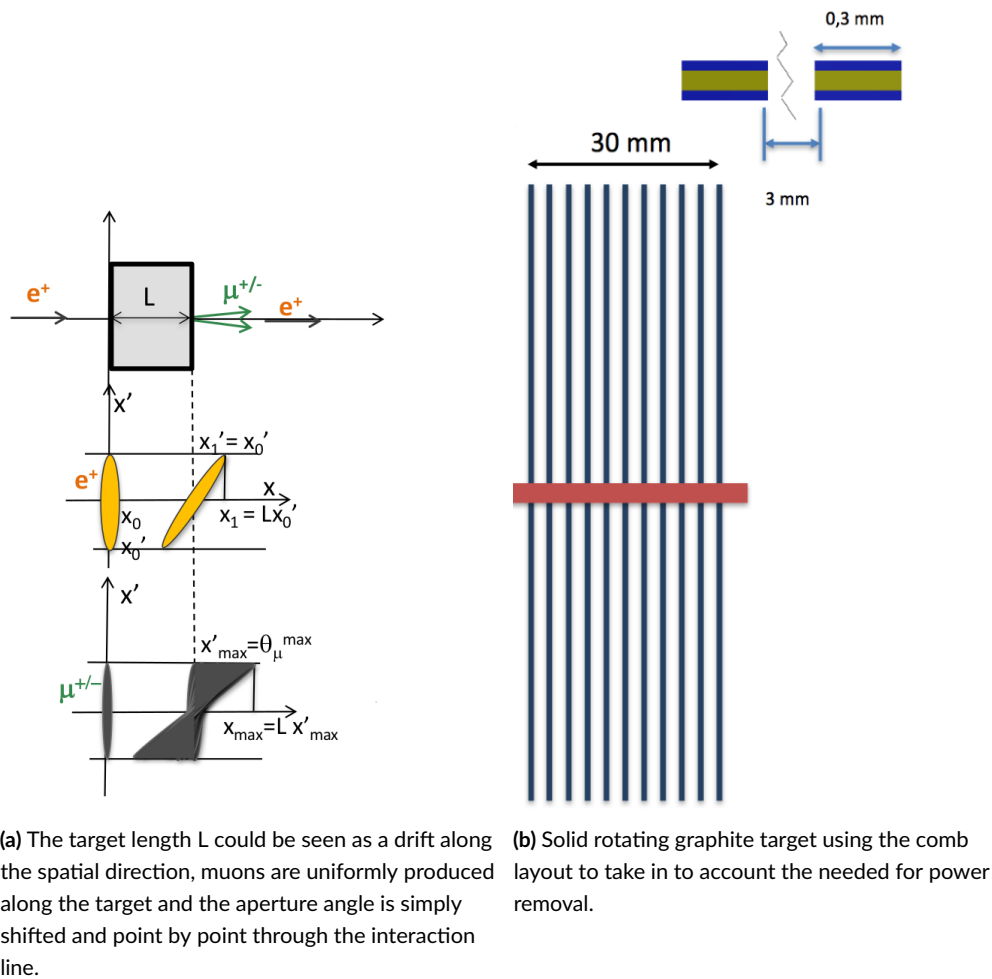 e+
L
μ+/-
e+
x'
x1'= x0'
e+
x
x0
x1 = Lx0'
x0'
x'
x'max=θμmax
μ+/-
xmax=L x'max
(a) The target length L could be seen as a drift along
the spatial direction, muons are uniformly produced
along the target and the aperture angle is simply
shifted and point by point through the interaction
line.
0,3 mm
30 mm
3 mm
(b) Solid rotating graphite target using the comb
layout to take in to account the needed for power
removal.